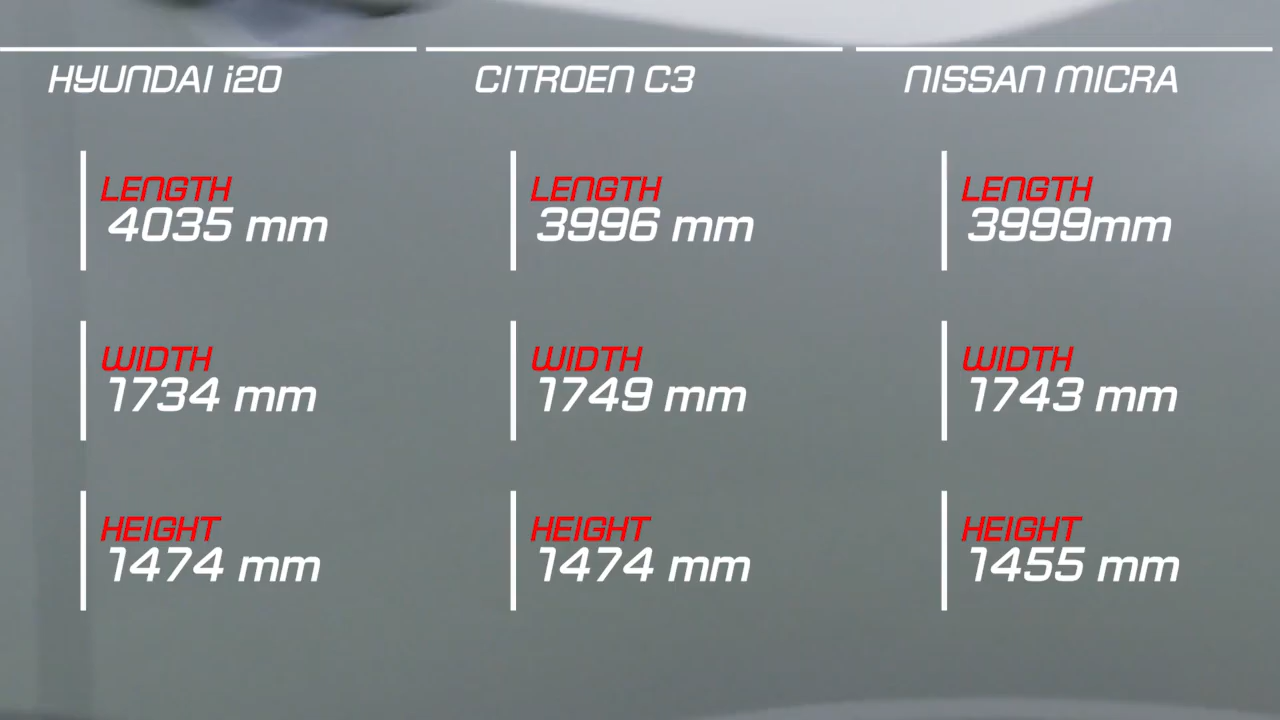 HYUNDAI i20
LENGTH
4035 mm
WIDTH
1734 mm
HEIGHT
1474 mm
CITROEN C3
LENGTH
3996 mm
WIDTH
1749 mm
HEIGHT
1474 mm
NISSAN MICRA
LENGTH
3999mm
WIDTH
1743 mm
HEIGHT
1455 mm